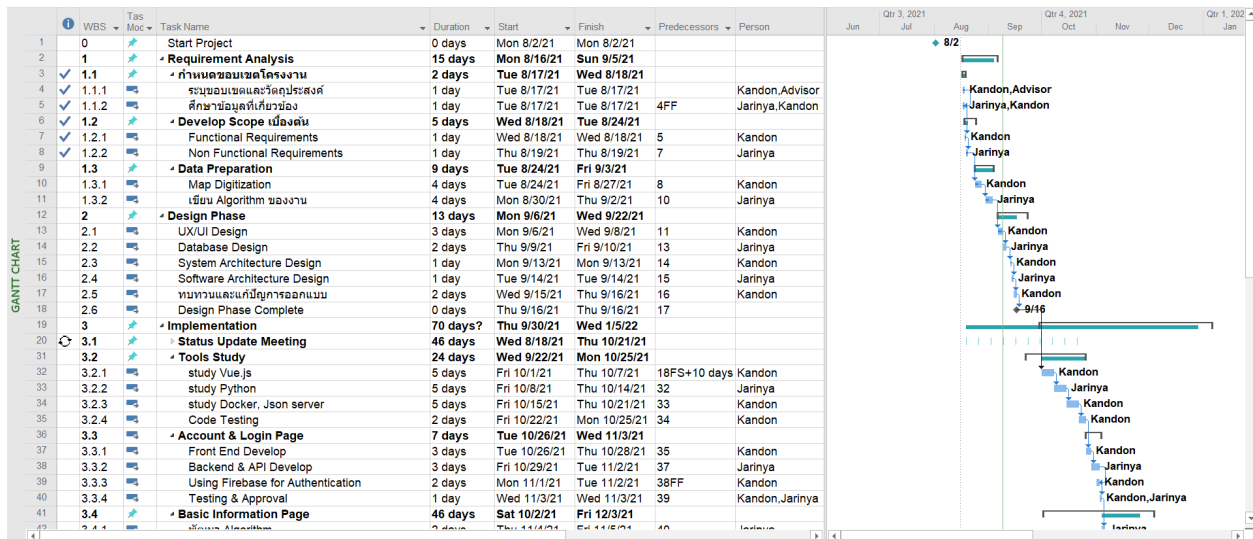 Qtr 3, 2021 Qtr 4, 2021 Qtr 1, 202
WBS Tas Moc Task Name Duration Start Finish Predecessors Person Jun Jul Aug Sep Oct Nov Dec Jan
GANTT CHART
1 0 Start Project 0 days Mon 8/2/21 Mon 8/2/21 8/2
2 1 Requirement Analysis 15 days Mon 8/16/21 Sun 9/5/21
3 1.1 กำหนดขอบเขตโครงงาน 2 days Tue 8/17/21 Wed 8/18/21
4 1.1.1 ระบุขอบเขตและวัตถุประสงค์ 1 day Tue 8/17/21 Tue 8/17/21 Kandon,Advisor Kandon,Advisor
5 1.1.2 ศึกษาข้อมูลที่เกี่ยวข้อง 1 day Tue 8/17/21 Tue 8/17/21 4FF Jarinya,Kandon Jarinya,Kandon
6 1.2 Develop Scope เบื้องต้น 5 days Wed 8/18/21 Tue 8/24/21
7 1.2.1 Functional Requirements 1 day Wed 8/18/21 Wed 8/18/21 5 Kandon Kandon
8 1.2.2 Non Functional Requirements 1 day Thu 8/19/21 Thu 8/19/21 7 Jarinya Jarinya
9 1.3 Data Preparation 9 days Tue 8/24/21 Fri 9/3/21
10 1.3.1 Map Digitization 4 days Tue 8/24/21 Fri 8/27/21 8 Kandon Kandon
11 1.3.2 เขียน Algorithm ของงาน 4 days Mon 8/30/21 Thu 9/2/21 10 Jarinya Jarinya
12 2 Design Phase 13 days Mon 9/6/21 Wed 9/22/21
13 2.1 UX/UI Design 3 days Mon 9/6/21 Wed 9/8/21 11 Kandon Kandon
14 2.2 Database Design 2 days Thu 9/9/21 Fri 9/10/21 13 Jarinya Jarinya
15 2.3 System Architecture Design 1 day Mon 9/13/21 Mon 9/13/21 14 Kandon Kandon
16 2.4 Software Architecture Design 1 day Tue 9/14/21 Tue 9/14/21 15 Jarinya Jarinya
17 2.5 ทบทวนและแก้ปัญหาการออกแบบ 2 days Wed 9/15/21 Thu 9/16/21 16 Kandon Kandon
18 2.6 Design Phase Complete 0 days Thu 9/16/21 Thu 9/16/21 17 9/16
19 3 Implementation 70 days? Thu 9/30/21 Wed 1/5/22
20 3.1 Status Update Meeting 46 days Wed 8/18/21 Thu 10/21/21
31 3.2 Tools Study 24 days Wed 9/22/21 Mon 10/25/21
32 3.2.1 study Vue.js 5 days Fri 10/1/21 Thu 10/7/21 18FS+10 days Kandon Kandon
33 3.2.2 study Python 5 days Fri 10/8/21 Thu 10/14/21 32 Jarinya Jarinya
34 3.2.3 study Docker, Json server 5 days Fri 10/15/21 Thu 10/21/21 33 Kandon Kandon
35 3.2.4 Code Testing 2 days Fri 10/22/21 Mon 10/25/21 34 Kandon Kandon
36 3.3 Account & Login Page 7 days Tue 10/26/21 Wed 11/3/21
37 3.3.1 Front End Develop 3 days Tue 10/26/21 Thu 10/28/21 35 Kandon Kandon
38 3.3.2 Backend & API Develop 3 days Fri 10/29/21 Tue 11/2/21 37 Jarinya Jarinya
39 3.3.3 Using Firebase for Authentication 2 days Mon 11/1/21 Tue 11/2/21 38FF Kandon Kandon
40 3.3.4 Testing & Approval 1 day Wed 11/3/21 Wed 11/3/21 39 Kandon,Jarinya Kandon,Jarinya
41 3.4 Basic Information Page 46 days Sat 10/2/21 Fri 12/3/21